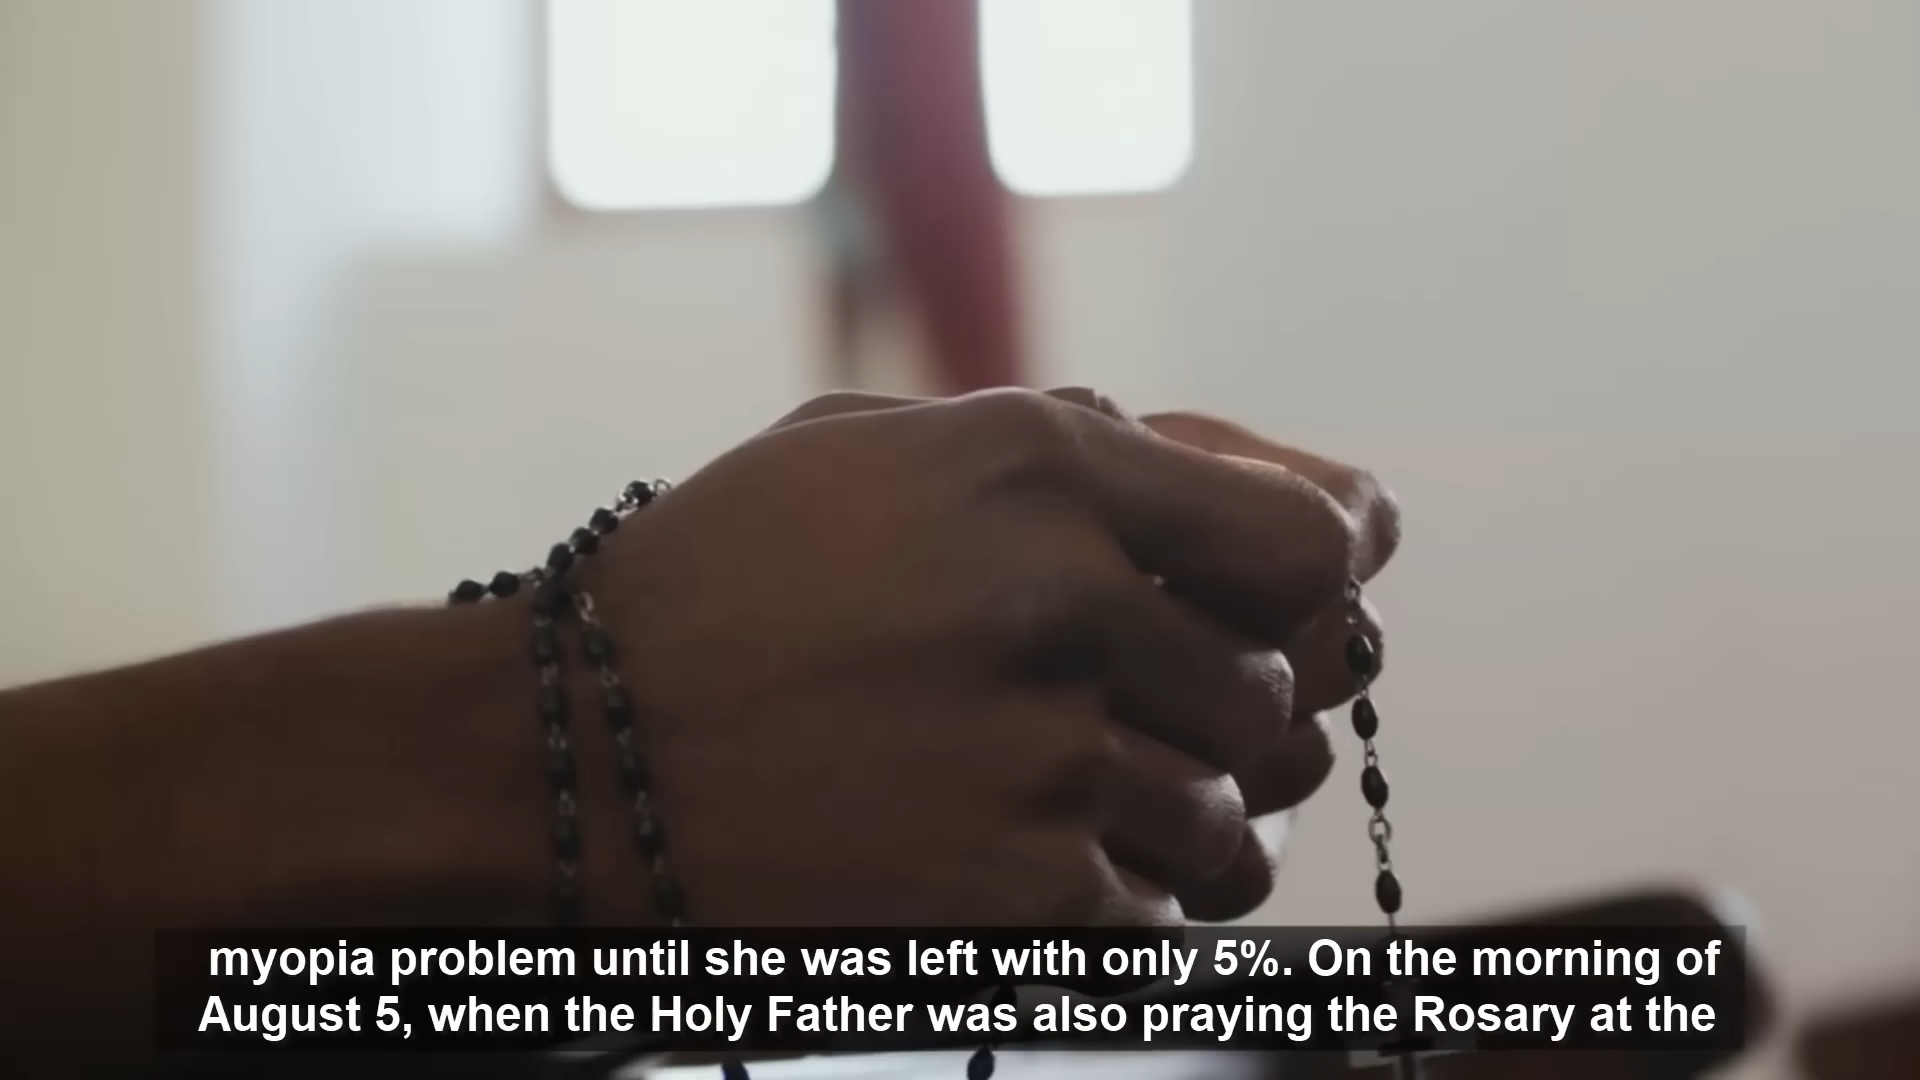 myopia problem until she was left with only 5%. On the morning of
August 5, when the Holy Father was also praying the Rosary at the